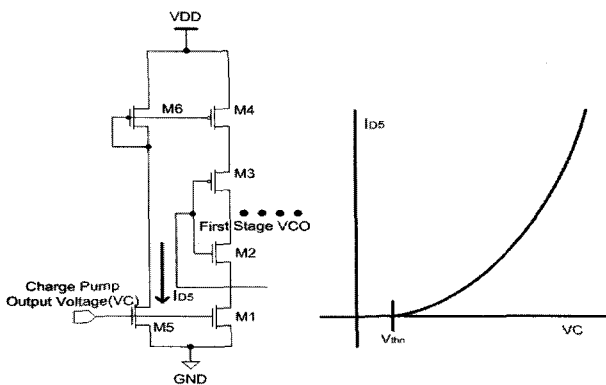 VDD
M6
M4
M3
First Stage VCO
M2
Charge Pump
Output Voltage(VC)
ID5
M5
M1
GND
ID5
Vthn
VC